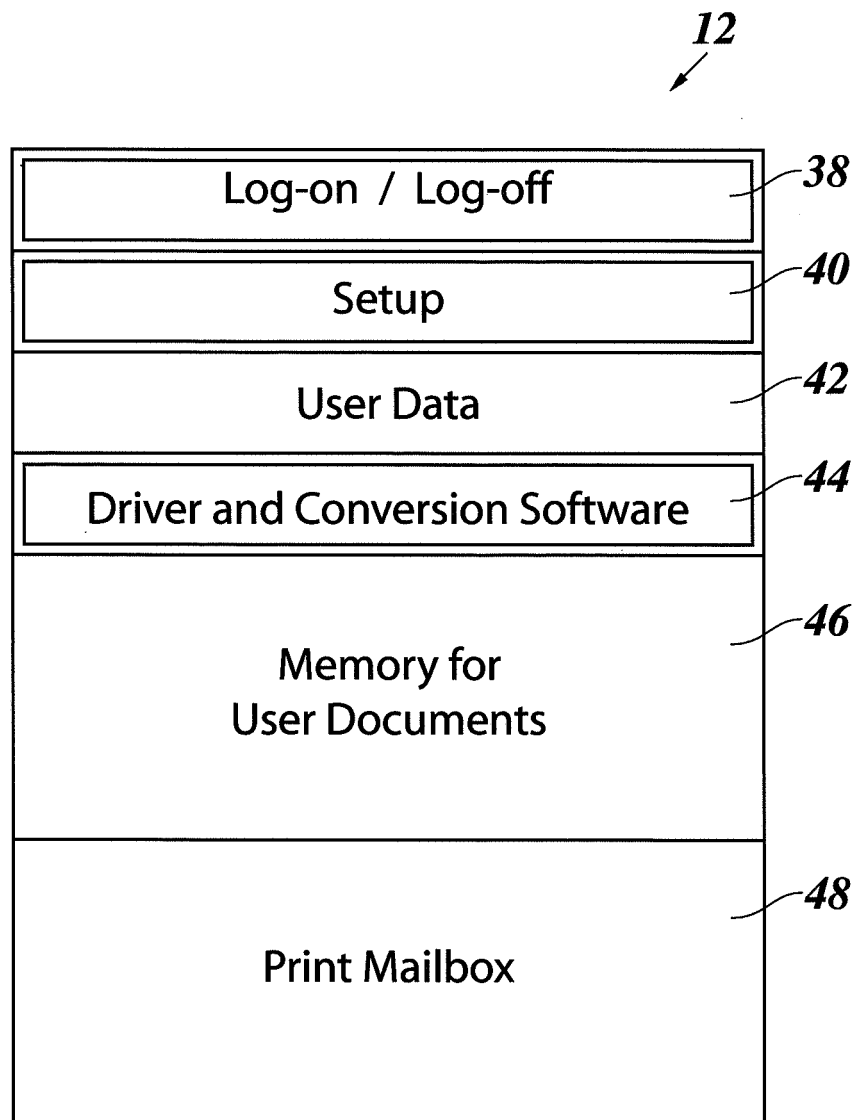 12
Log-on / Log-off
38
Setup
40
User Data
42
Driver and Conversion Software
44
Memory for
User Documents
46
Print Mailbox
48